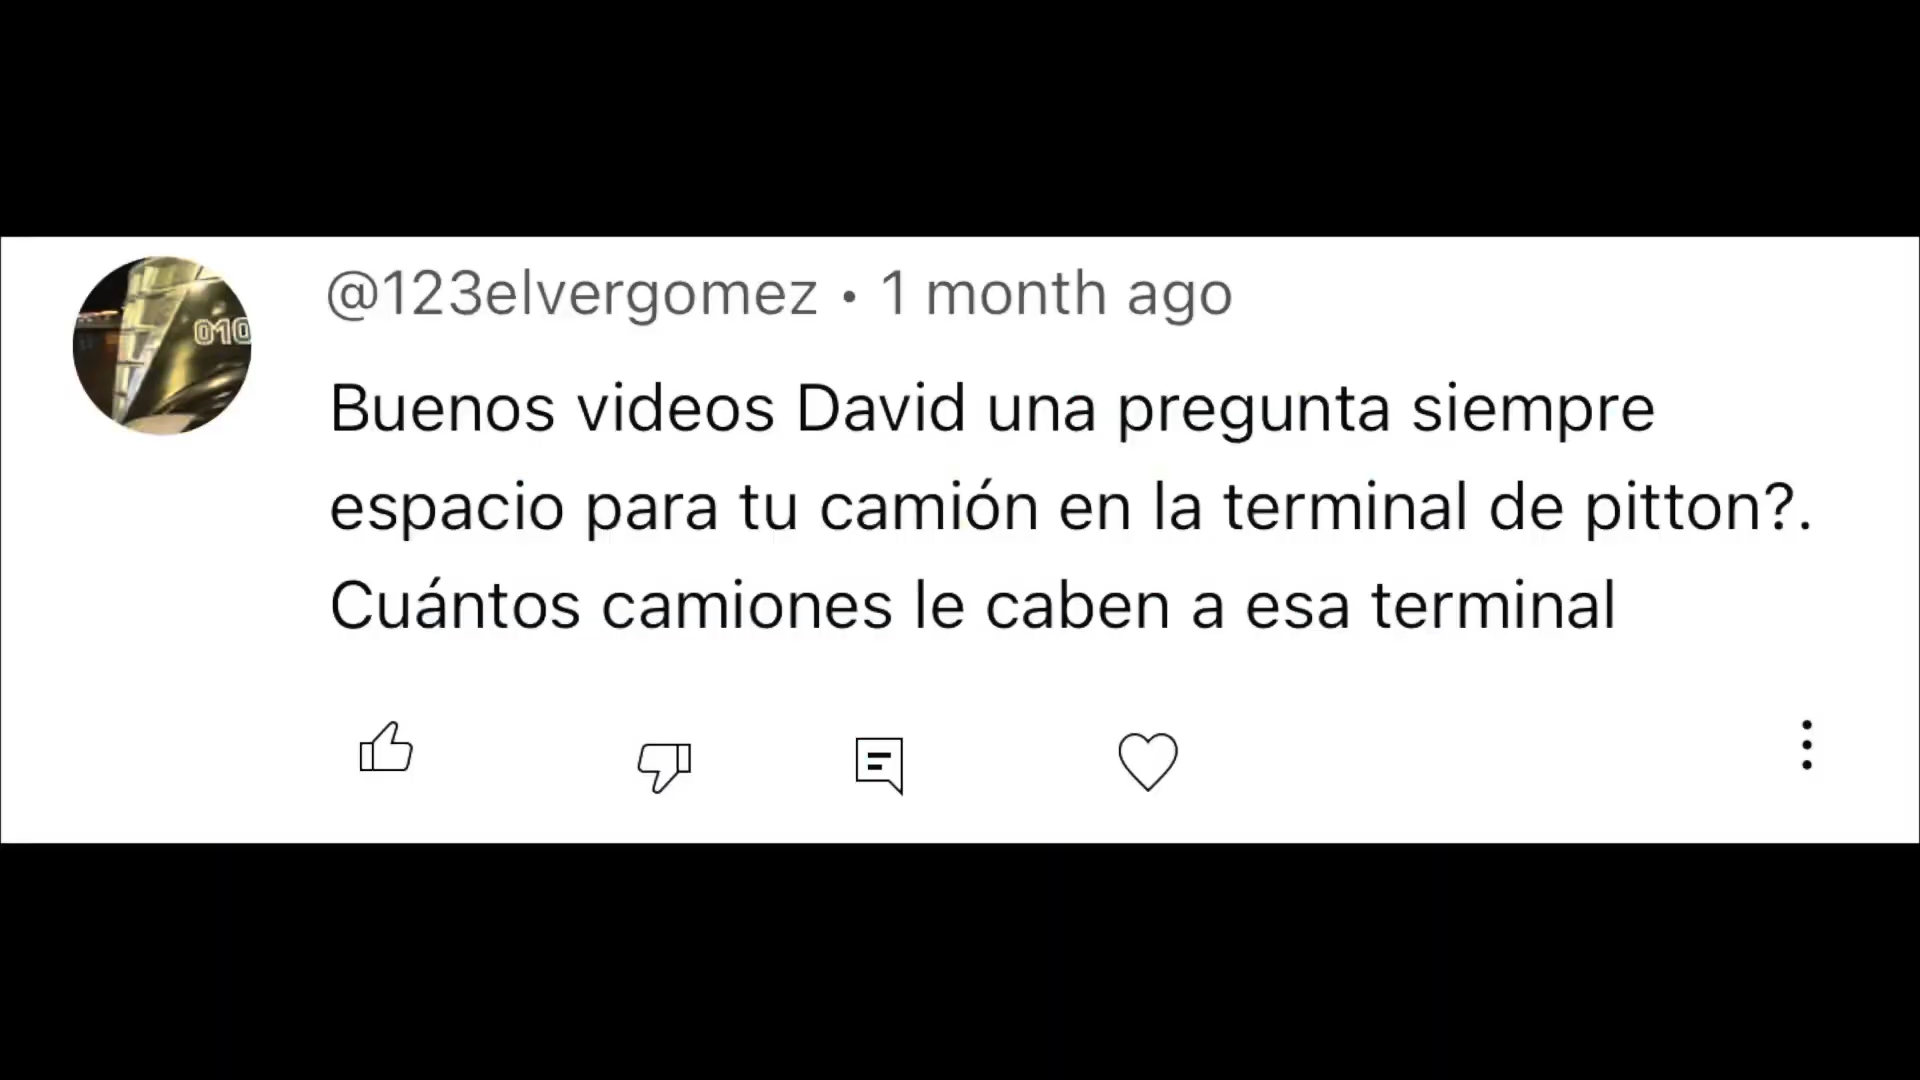 @123elvergomez • 1 month ago
Buenos videos David una pregunta siempre
espacio para tu camión en la terminal de pitton?.
Cuántos camiones le caben a esa terminal
010